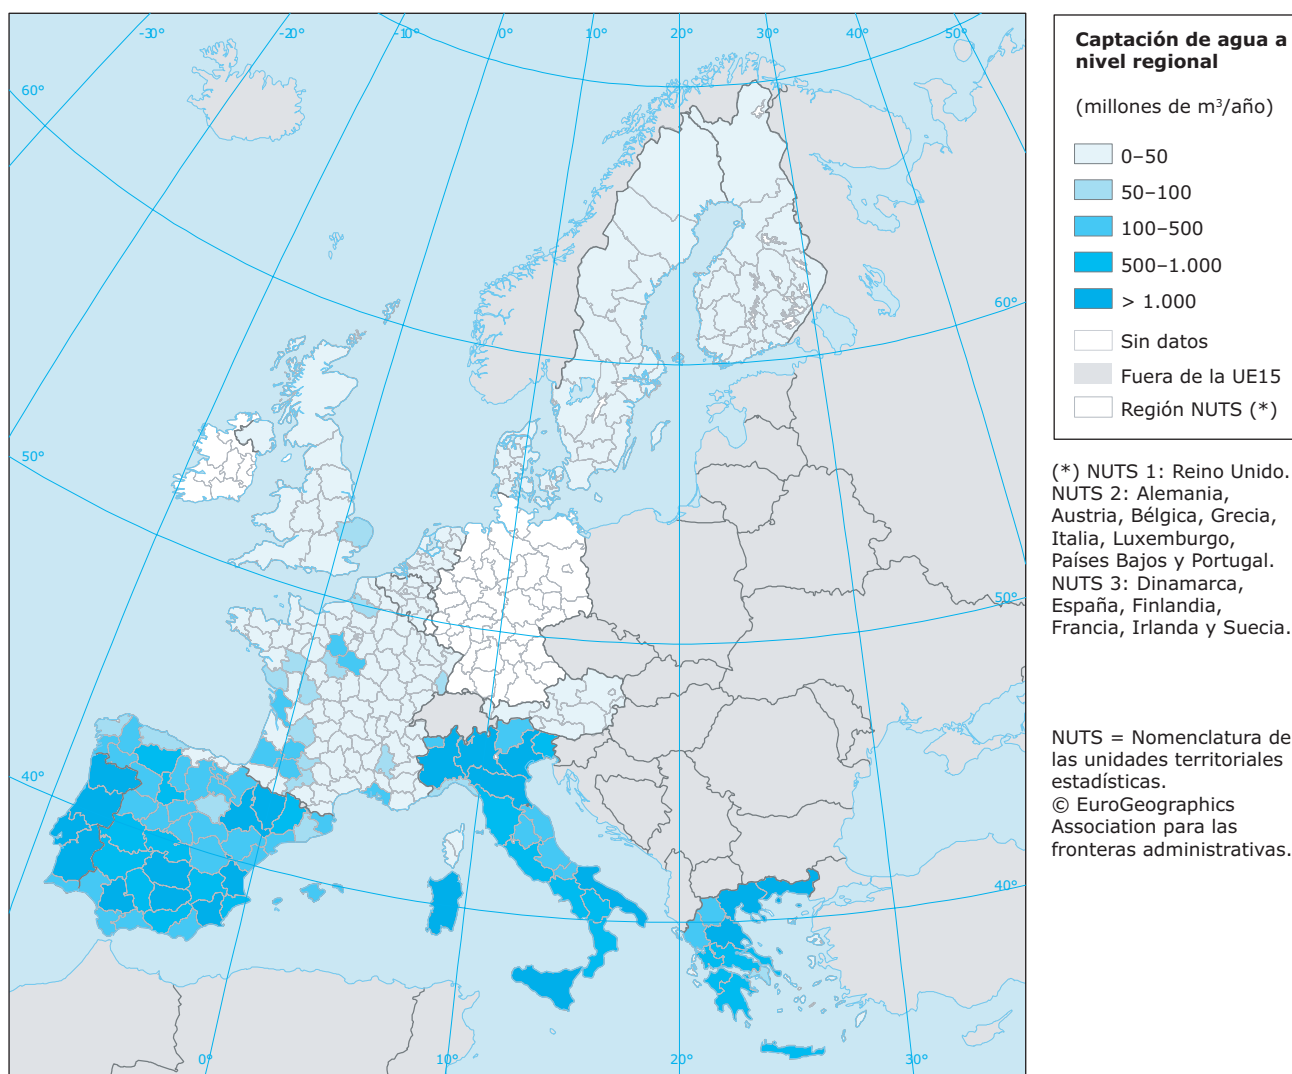 -30° -20° -10° 0° 10° 20° 30° 40° 50°
60°
60°
50°
50°
40°
40°
0° 10° 20° 30°
Captación de agua a
nivel regional
(millones de m³/año)
0–50
50–100
100–500
500–1.000
> 1.000
Sin datos
Fuera de la UE15
Región NUTS (*)
(*) NUTS 1: Reino Unido.
NUTS 2: Alemania,
Austria, Bélgica, Grecia,
Italia, Luxemburgo,
Países Bajos y Portugal.
NUTS 3: Dinamarca,
España, Finlandia,
Francia, Irlanda y Suecia.
NUTS = Nomenclatura de
las unidades territoriales
estadísticas.
© EuroGeographics
Association para las
fronteras administrativas.